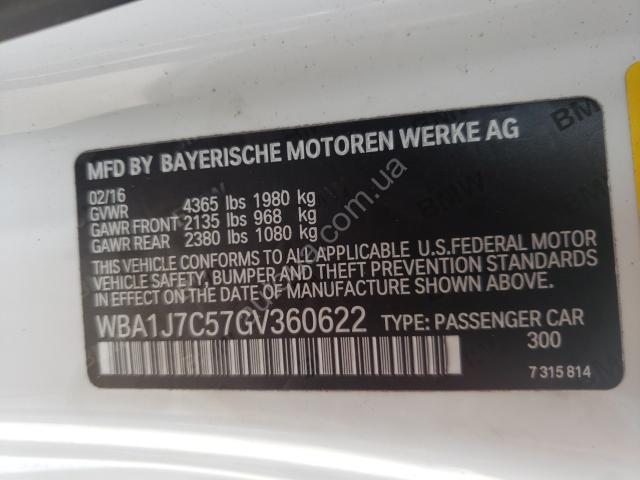 MFD BY BAYERISCHE MOTOREN WERKE AG
02/16
GVWR 4365 lbs 1980 kg
GAWR FRONT 2135 lbs 968 kg
GAWR REAR 2380 lbs 1080 kg
THIS VEHICLE CONFORMS TO ALL APPLICABLE U.S.FEDERAL MOTOR
VEHICLE SAFETY, BUMPER AND THEFT PREVENTION STANDARDS
IN EFFECT ON THE DATE OF MANUFACTURE SHOWN ABOVE.
WBA1J7C57GV360622 TYPE: PASSENGER CAR
300
7 315 814
BMW
BMW
BMW